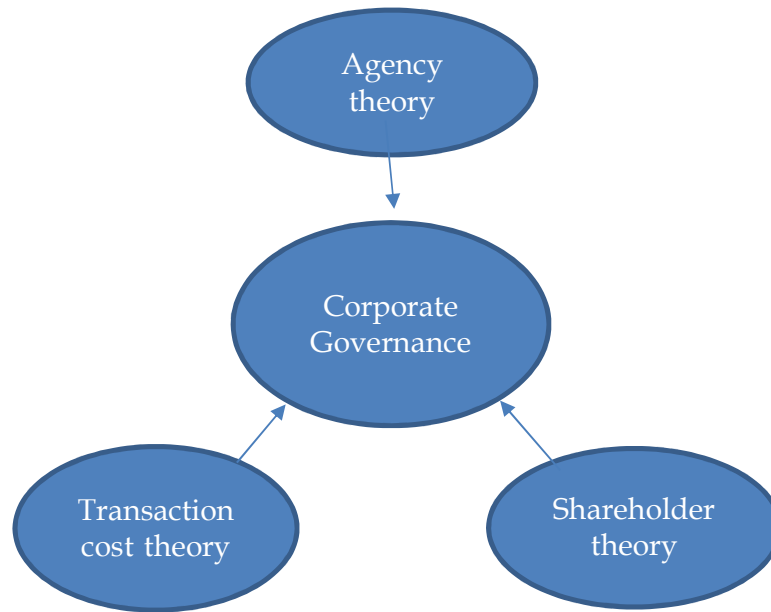 Agency
theory
Corporate
Governance
Transaction
cost theory
Shareholder
theory